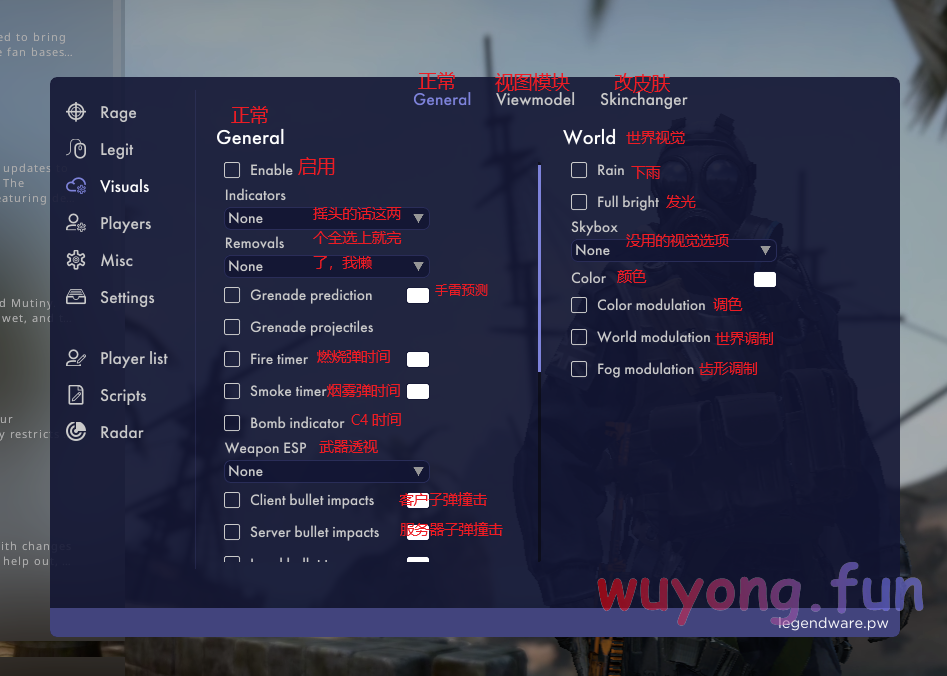 ed to bring
e fan bases...
updates
The
eaturing
d Mutiny
wet, and
ur
y restric
ith changes
help ou
正常
视图模块
改皮肤
General
Viewmodel
Skinchanger
Rage
Legit
Visuals
Players
Misc
Settings
Player list
Scripts
Radar
正常
General
Enable 启用
Indicators
None 摇头的话这两
个全选上就完
Removals
None 了，我懒
Grenade prediction 手雷预测
Grenade projectiles
Fire timer 燃烧弹时间
Smoke timer 烟雾弹时间
Bomb indicator C4 时间
Weapon ESP 武器透视
None
Client bullet impacts 客户子弹撞击
Server bullet impacts 服务器子弹撞击
World 世界视觉
Rain 下雨
Full bright 发光
Skybox
None 没用的视觉选项
Color 颜色
Color modulation 调色
World modulation 世界调制
Fog modulation 齿形调制
wuyong.fun
legendware.pw